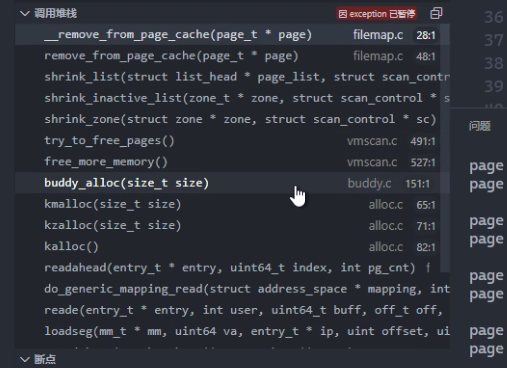 调用堆栈 因 exception 已暂停
__remove_from_page_cache(page_t * page) filemap.c 28:1
remove_from_page_cache(page_t * page) filemap.c 48:1
shrink_list(struct list_head * page_list, struct scan_contr
shrink_inactive_list(zone_t * zone, struct scan_control * s
shrink_zone(struct zone * zone, struct scan_control * sc)
try_to_free_pages() vmscan.c 491:1
free_more_memory() vmscan.c 527:1
buddy_alloc(size_t size) buddy.c 151:1
kmalloc(size_t size) alloc.c 65:1
kzalloc(size_t size) alloc.c 71:1
kalloc() alloc.c 82:1
readahead(entry_t * entry, uint64_t index, int pg_cnt) f
do_generic_mapping_read(struct address_space * mapping, int
reade(entry_t * entry, int user, uint64_t buff, off_t off,
loadseg(mm_t * mm, uint64 va, entry_t * ip, uint offset, ui
断点
36
37
38
39
问题
page
page
page
page
page
page
page
page